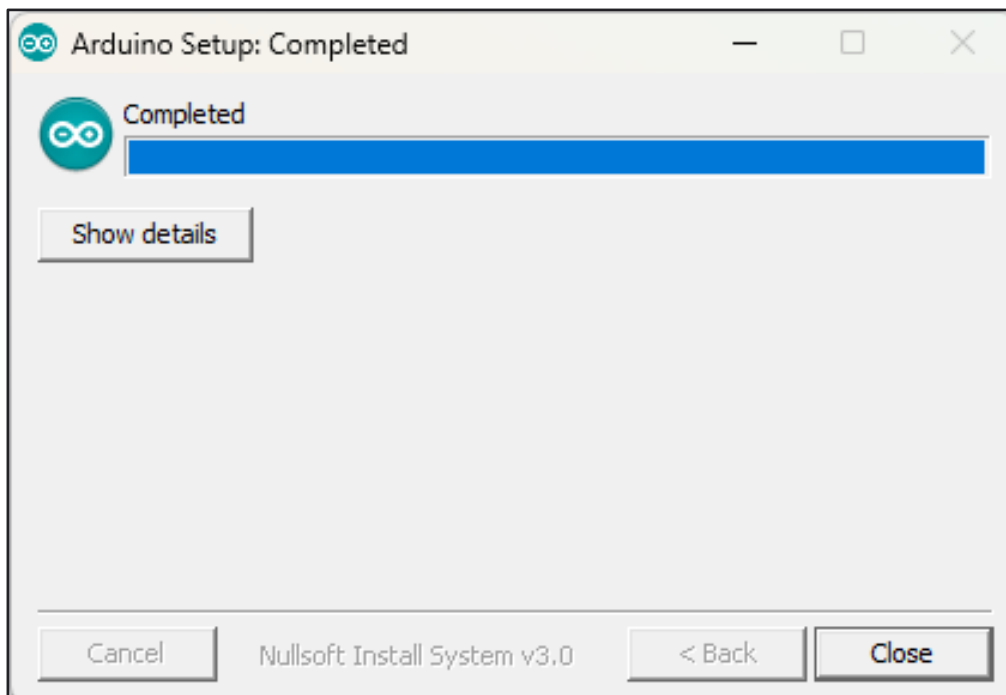 Arduino Setup: Completed
Completed
Show details
Cancel Nullsoft Install System v3.0 < Back Close